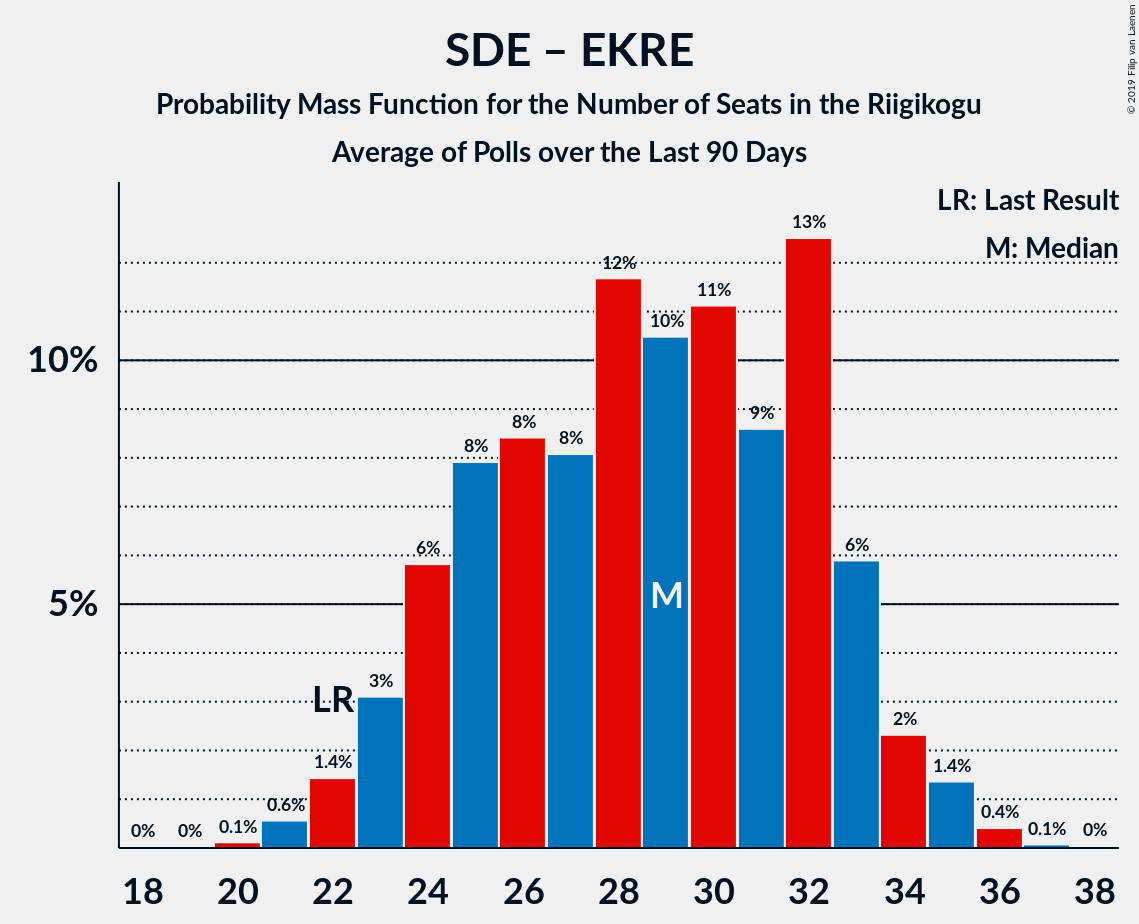 SDE – EKRE
Probability Mass Function for the Number of Seats in the Riigikogu
Average of Polls over the Last 90 Days
© 2019 Filip van Laenen
LR: Last Result
M: Median
10%
5%
0%
0%
0.1%
0.6%
1.4%
LR
3%
6%
8%
8%
8%
12%
10%
M
11%
9%
13%
6%
2%
1.4%
0.4%
0.1%
0%
18 20 22 24 26 28 30 32 34 36 38